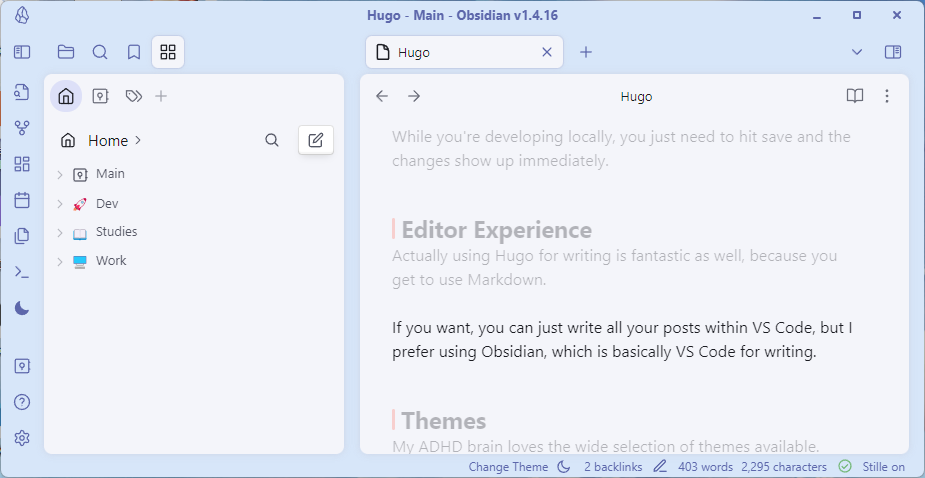 Hugo - Main - Obsidian v1.4.16
Hugo
Hugo
Home
Main
Dev
Studies
Work
While you're developing locally, you just need to hit save and the
changes show up immediately.
Editor Experience
Actually using Hugo for writing is fantastic as well, because you
get to use Markdown.
If you want, you can just write all your posts within VS Code, but I
prefer using Obsidian, which is basically VS Code for writing.
Themes
My ADHD brain loves the wide selection of themes available.
Change Theme 2 backlinks 403 words 2,295 characters Stille on